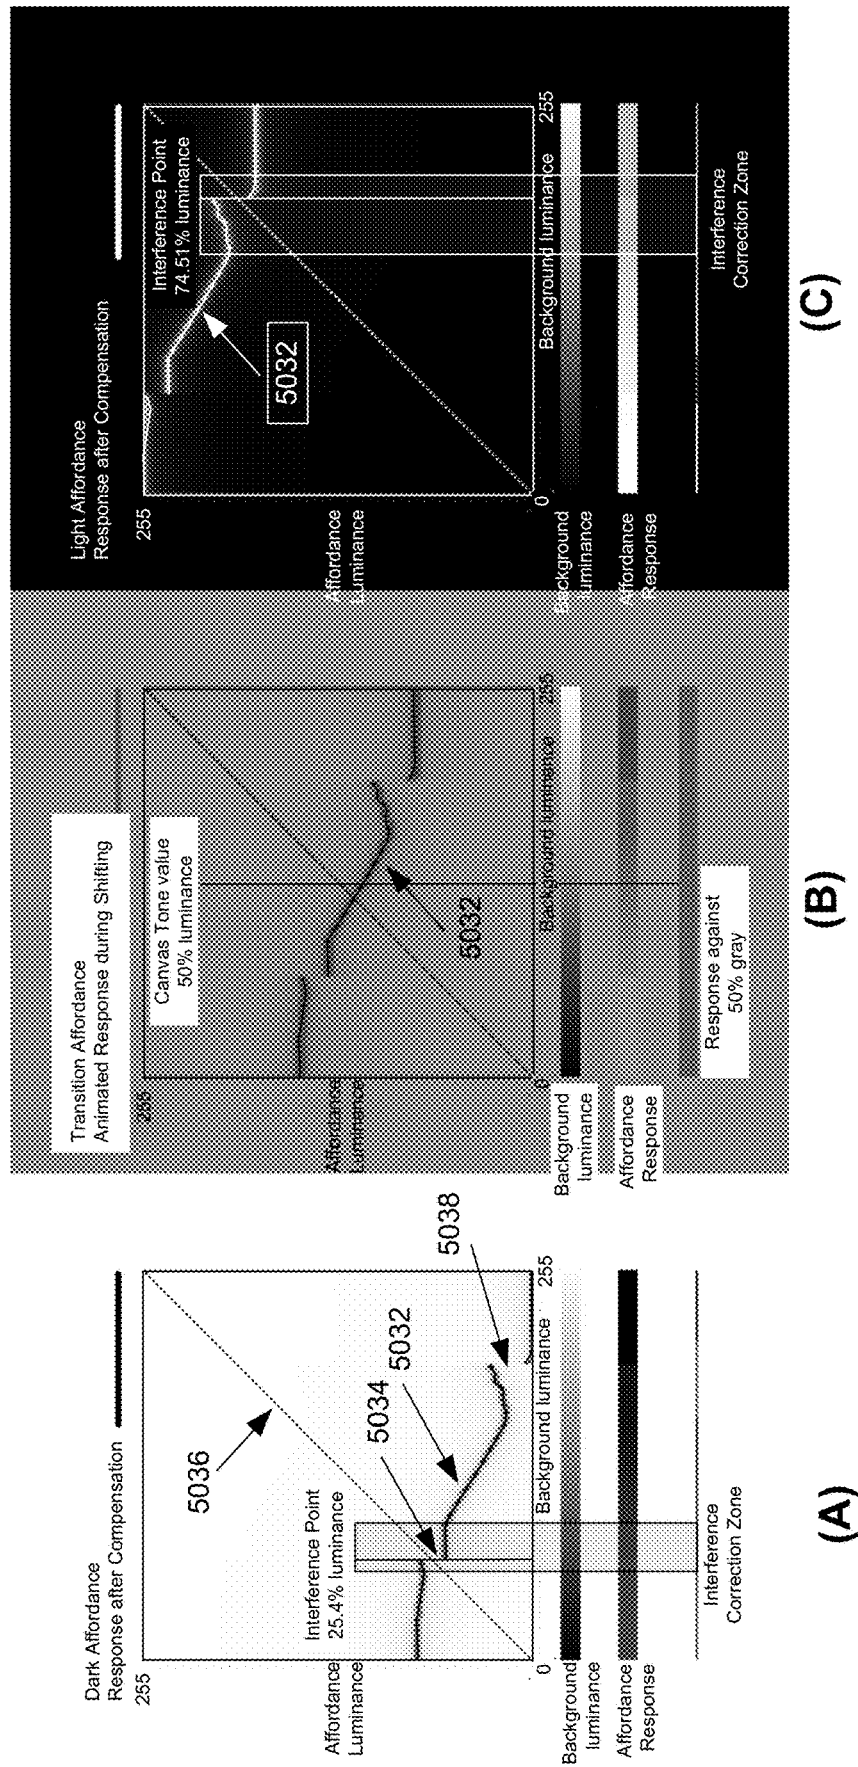 Dark Affordance
Response after Compensation
255
Affordance
Luminance
5036
Interference Point
25.4% luminance
5034
5032
5038
0
Background luminance
255
Background
luminance
Affordance
Response
Interference
Correction Zone
(A)
Transition Affordance
Animated Response during Shifting
255
Canvas Tone value
50% luminance
Affordance
Luminance
5032
0
Background luminance
255
Background
luminance
Affordance
Response
Response against
50% gray
(B)
Light Affordance
Response after Compensation
255
Interference Point
74.51% luminance
Affordance
Luminance
5032
0
Background luminance
255
Background
luminance
Affordance
Response
Interference
Correction Zone
(C)